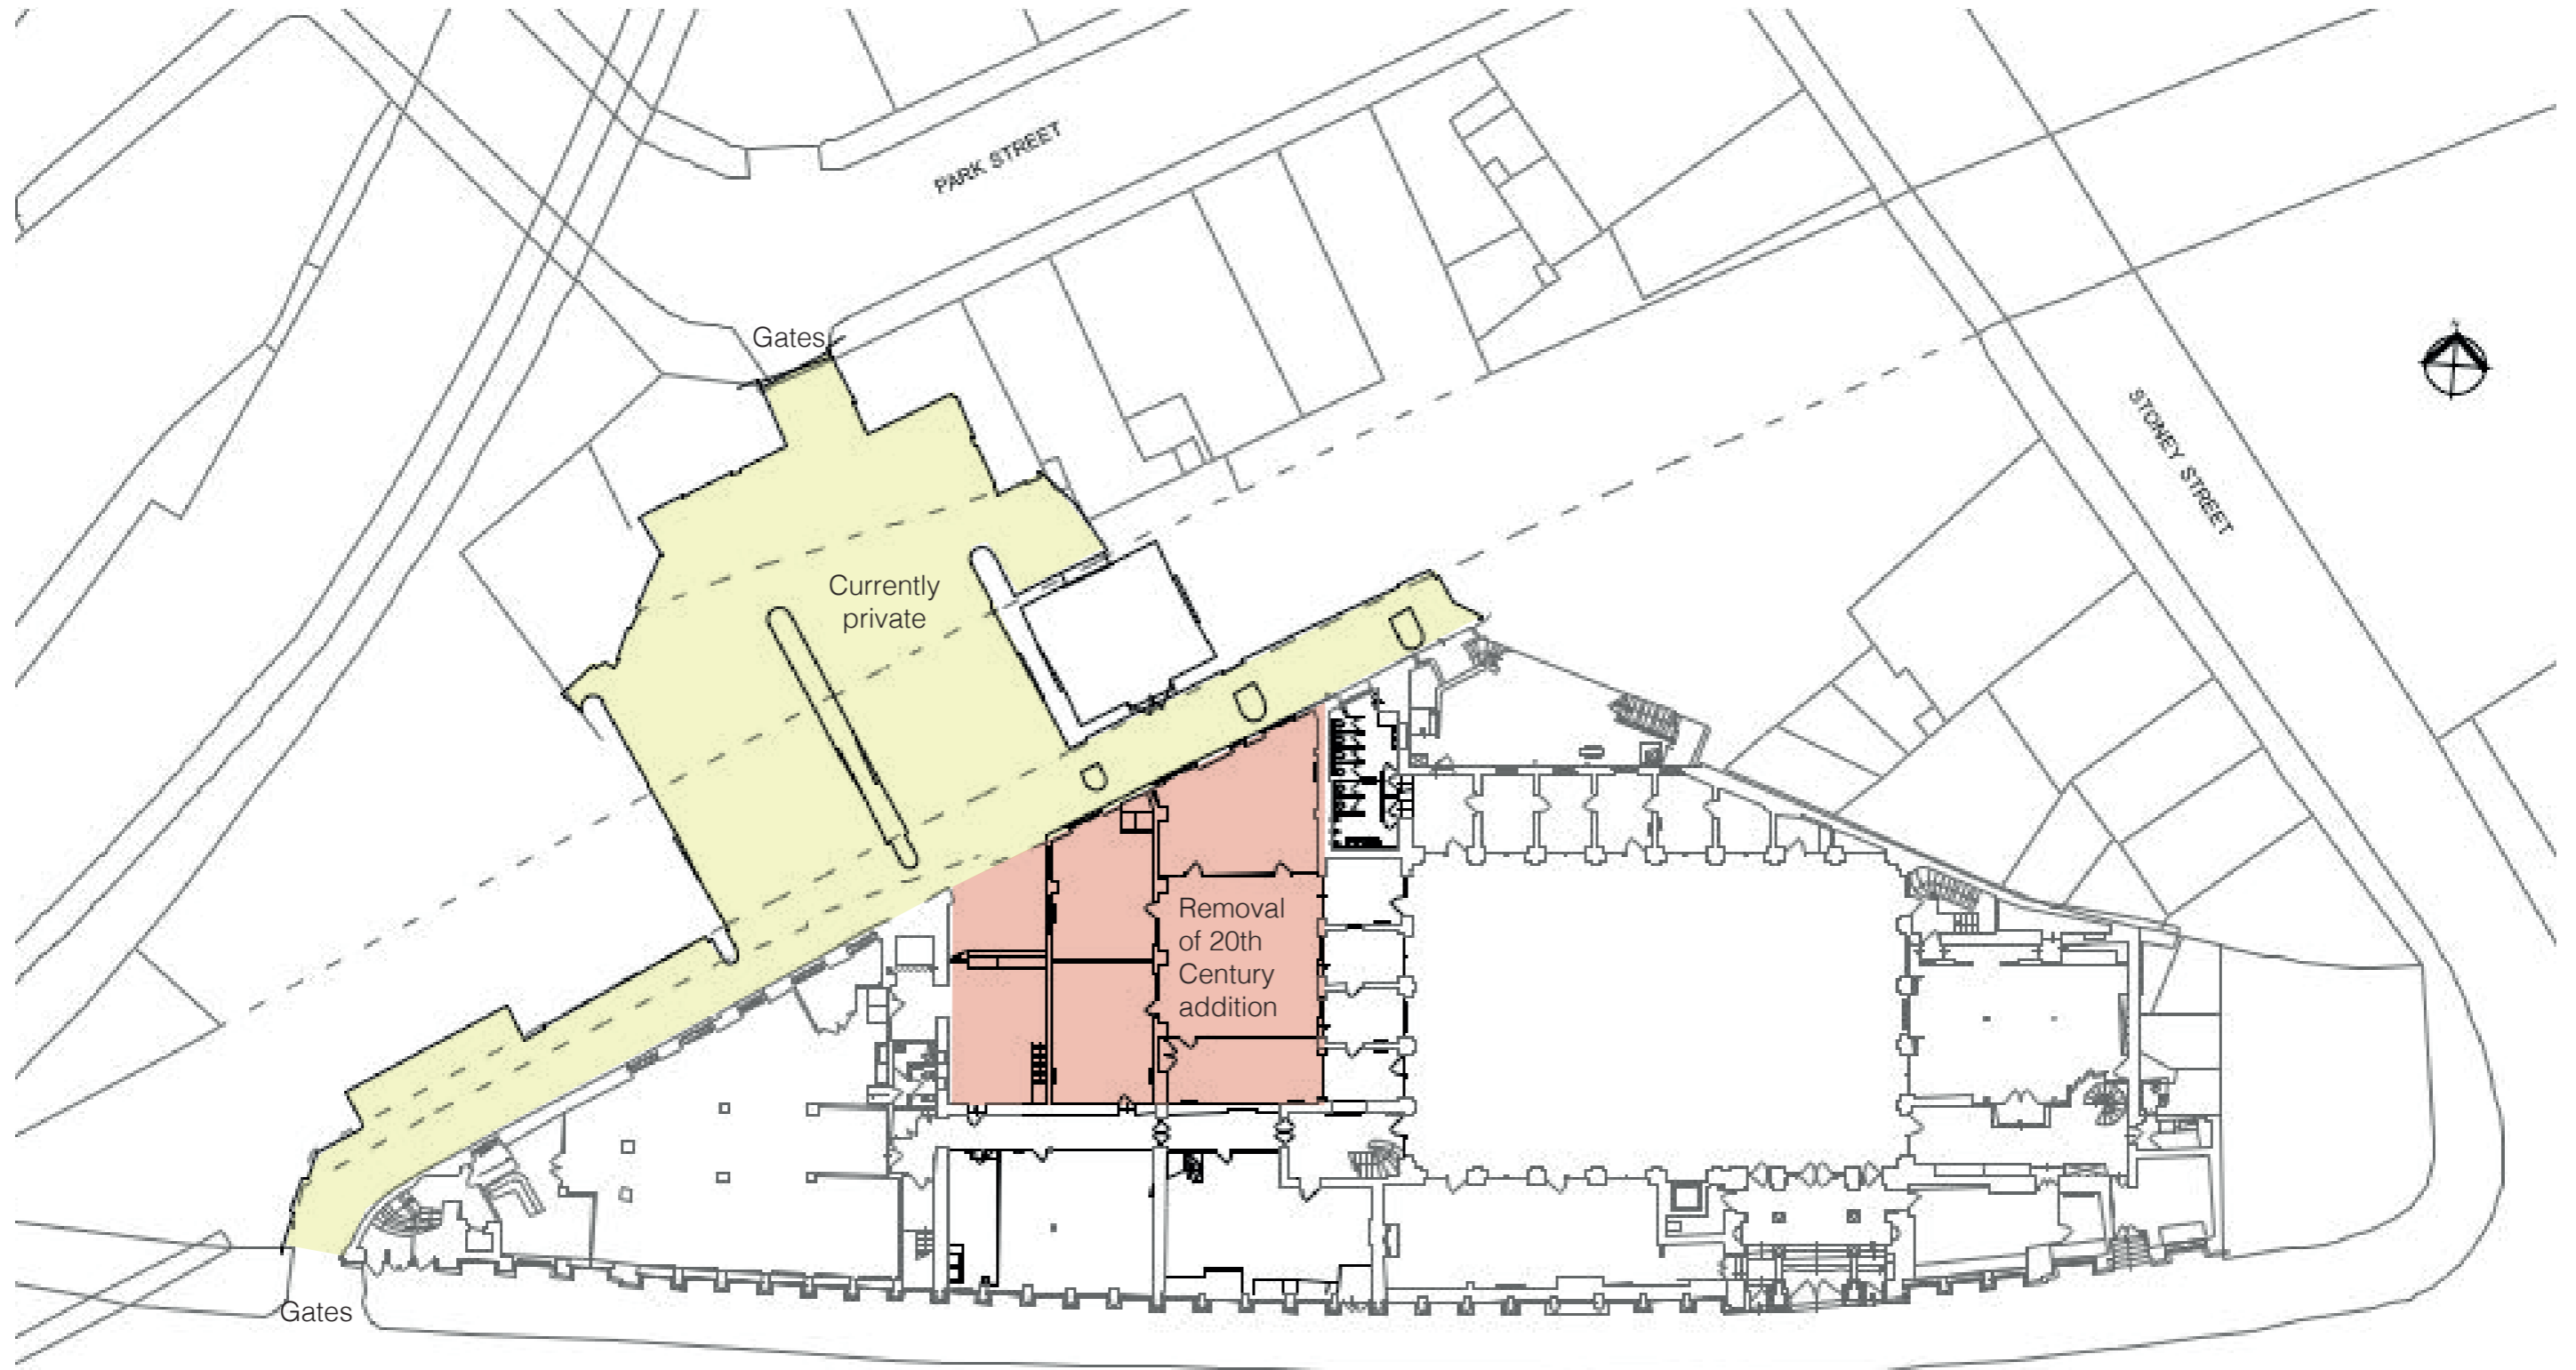 PARK STREET
Gates
STONEY STREET
Currently
private
Removal
of 20th
Century
addition
Gates